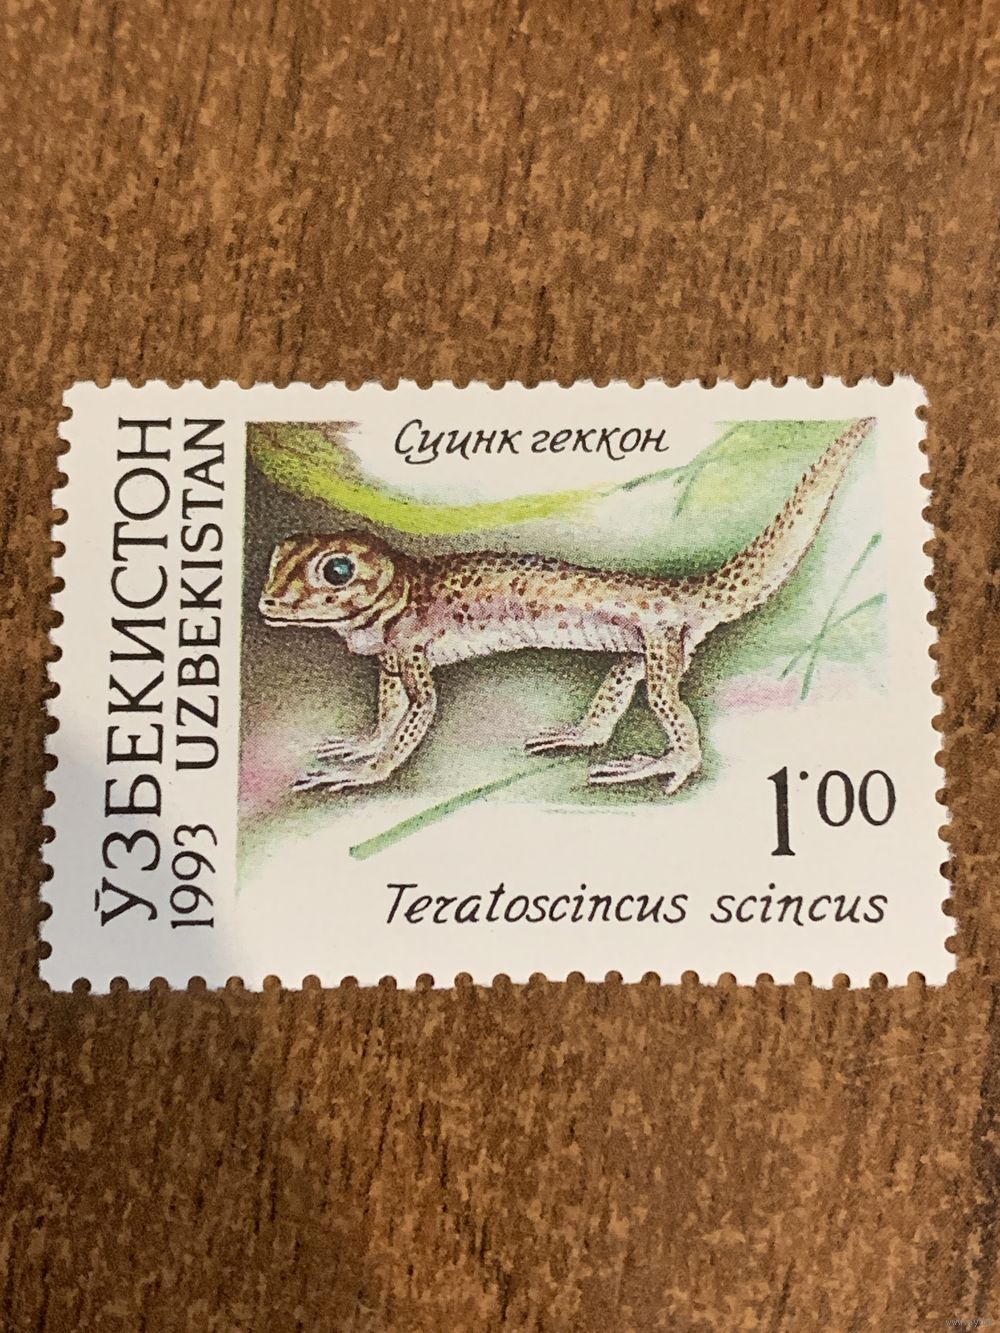 ЎЗБЕКИСТОН
1993 UZBEKISTAN
Сцинк геккон
1.00
Teratoscincus scincus